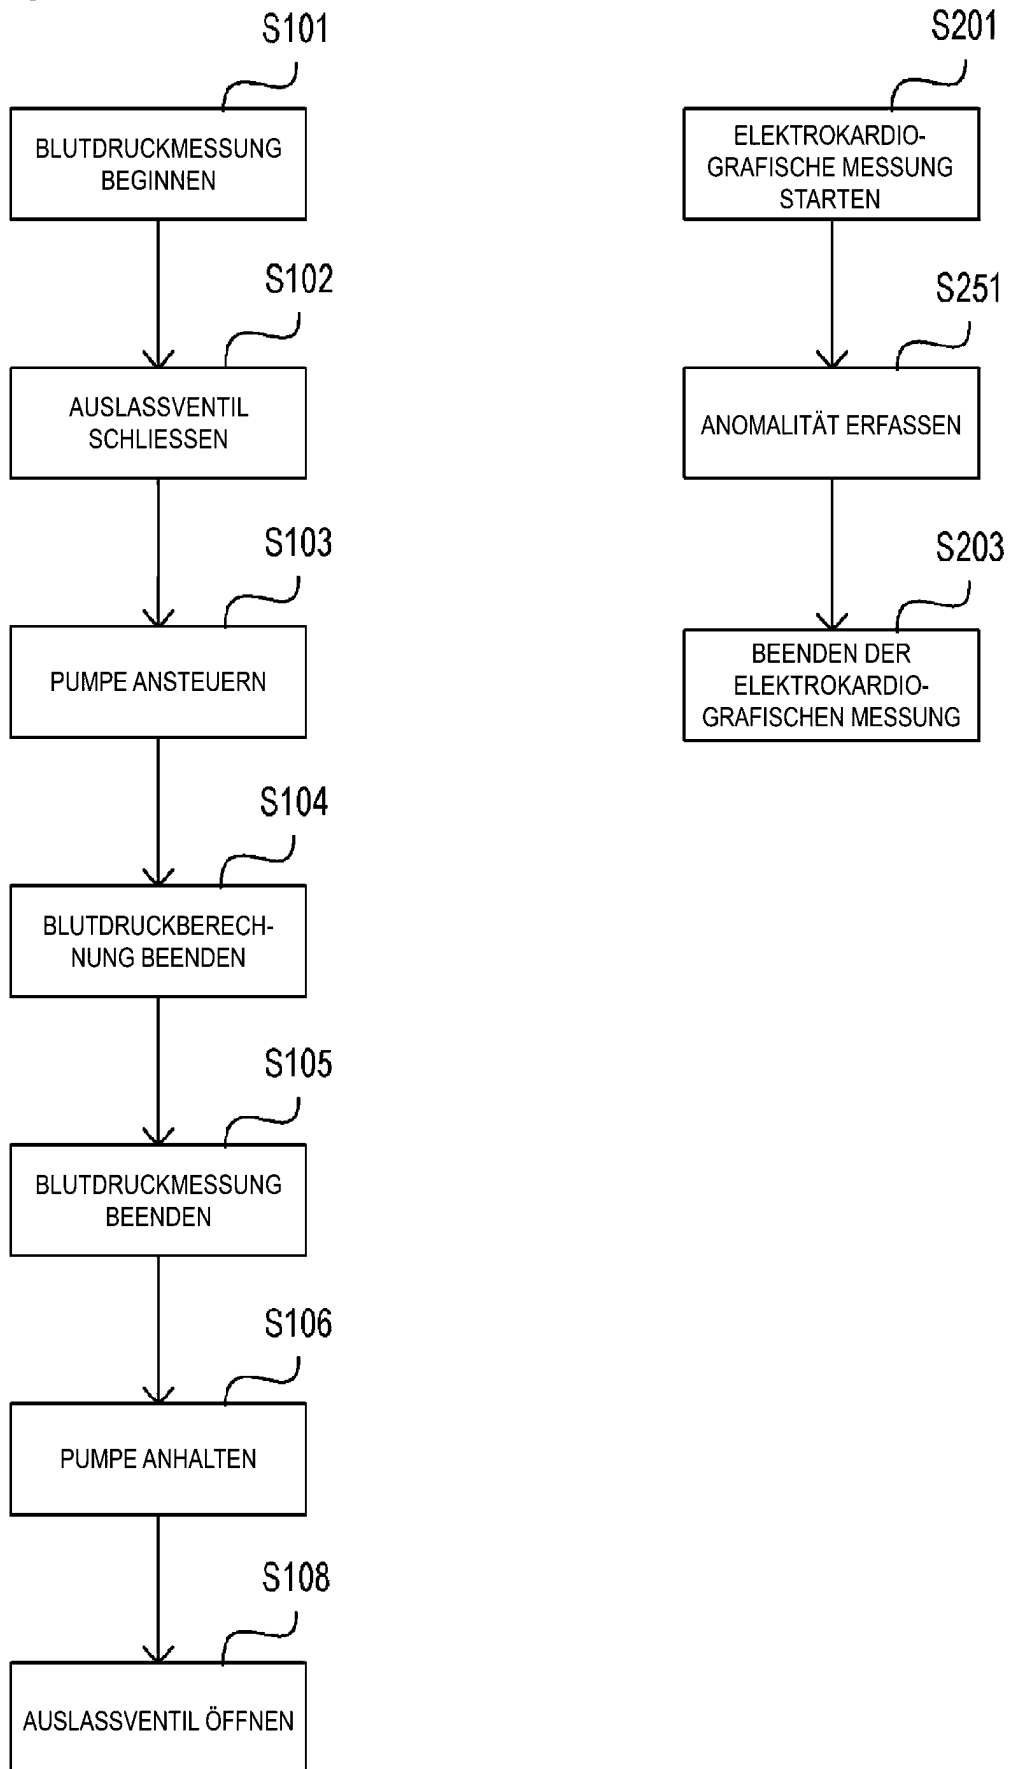 S101
BLUTDRUCKMESSUNG
BEGINNEN
S102
AUSLASSVENTIL
SCHLIESSEN
S103
PUMPE ANSTEUERN
S104
BLUTDRUCKBERECH-
NUNG BEENDEN
S105
BLUTDRUCKMESSUNG
BEENDEN
S106
PUMPE ANHALTEN
S108
AUSLASSVENTIL ÖFFNEN
S201
ELEKTROKARDIO-
GRAFISCHE MESSUNG
STARTEN
S251
ANOMALITÄT ERFASSEN
S203
BEENDEN DER
ELEKTROKARDIO-
GRAFISCHEN MESSUNG